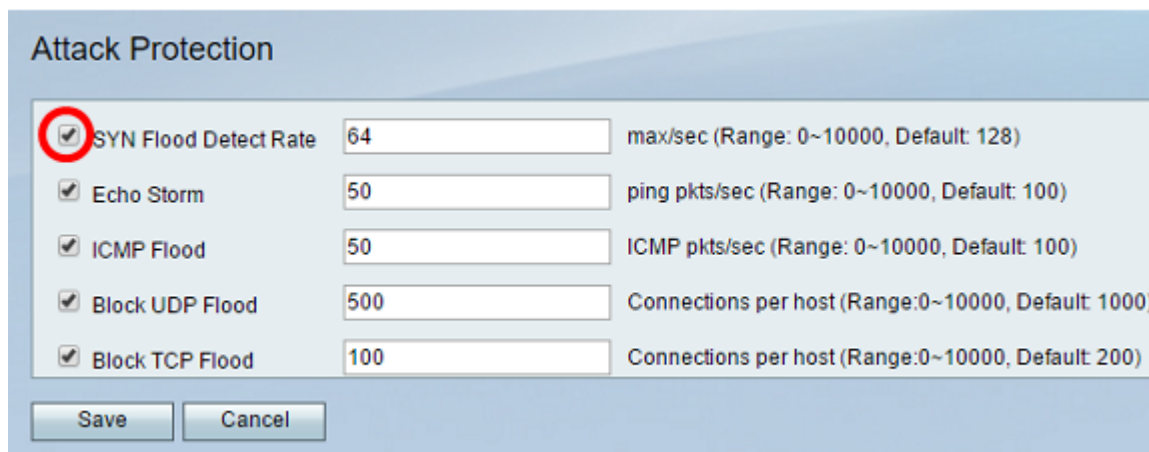 Attack Protection
SYN Flood Detect Rate 64 max/sec (Range: 0~10000, Default: 128)
Echo Storm 50 ping pkts/sec (Range: 0~10000, Default: 100)
ICMP Flood 50 ICMP pkts/sec (Range: 0~10000, Default: 100)
Block UDP Flood 500 Connections per host (Range:0~10000, Default: 1000)
Block TCP Flood 100 Connections per host (Range:0~10000, Default: 200)
Save Cancel